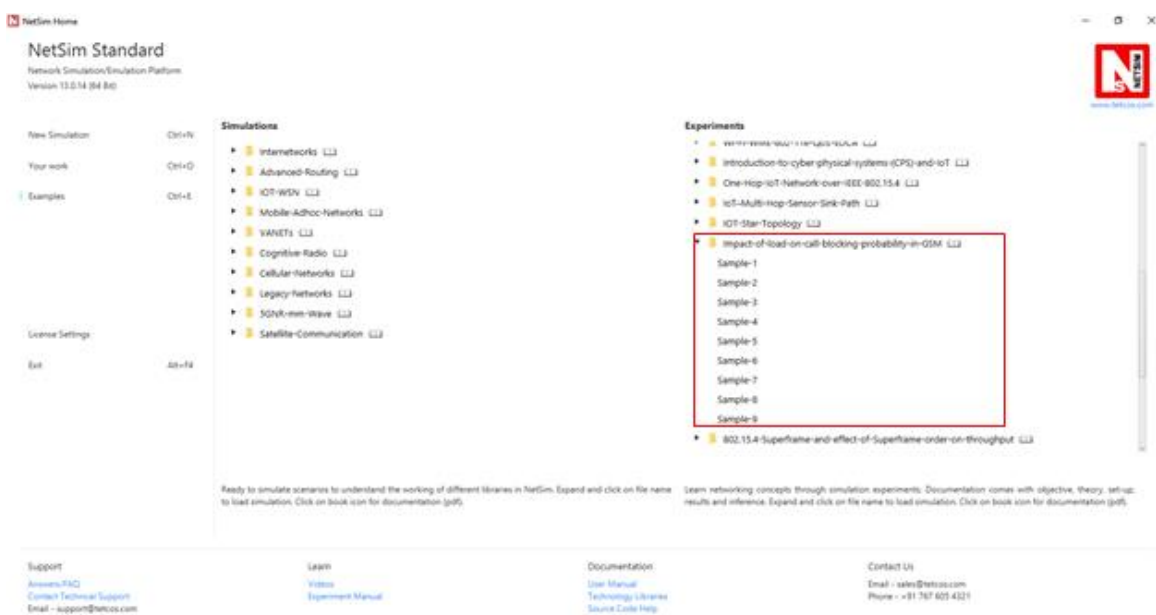 NetSim Home
NetSim Standard
Network Simulation/Emulation Platform
Version 13.0.14 (64 Bit)
NETSIM
www.tetcos.com
New Simulation Ctrl+N
Your work Ctrl+O
Examples Ctrl+E
License Settings
Exit Alt+F4
Simulations
Internetworks
Advanced-Routing
IOT-WSN
Mobile-Adhoc-Networks
VANETs
Cognitive-Radio
Cellular-Networks
Legacy-Networks
5GNR-mm-Wave
Satellite-Communication
Ready to simulate scenarios to understand the working of different libraries in NetSim. Expand and click on file name
to load simulation. Click on book icon for documentation (pdf).
Experiments
Introduction-to-cyber-physical-systems-(CPS)-and-IoT
One-Hop-IoT-Network-over-IEEE-802.15.4
IoT-Multi-Hop-Sensor-Sink-Path
IOT-Star-Topology
Impact-of-load-on-call-blocking-probability-in-GSM
Sample-1
Sample-2
Sample-3
Sample-4
Sample-5
Sample-6
Sample-7
Sample-8
Sample-9
802.15.4-Superframe-and-effect-of-Superframe-order-on-throughput
Learn networking concepts through simulation experiments. Documentation comes with objective, theory, set-up,
results and inference. Expand and click on file name to load simulation. Click on book icon for documentation (pdf).
Support
Answers/FAQ
Contact Technical Support
Email - support@tetcos.com
Learn
Videos
Experiment Manual
Documentation
User Manual
Technology Libraries
Source Code Help
Contact Us
Email - sales@tetcos.com
Phone - +91 767 605 4321